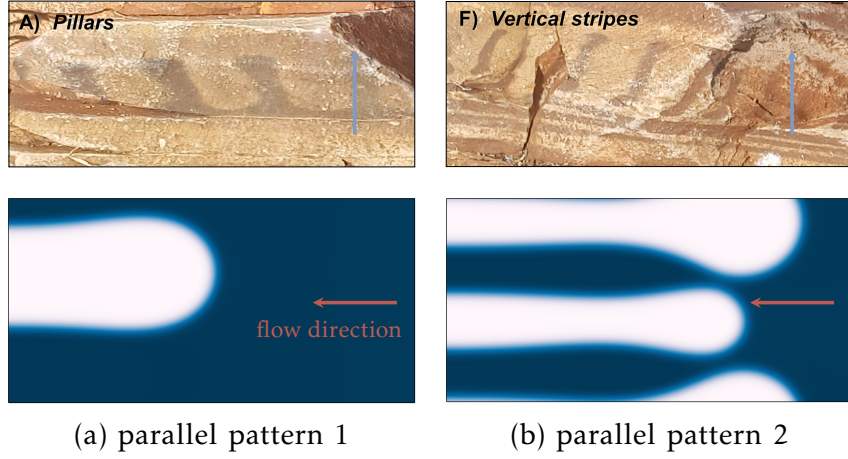 A) Pillars
F) Vertical stripes
flow direction
(a) parallel pattern 1
(b) parallel pattern 2